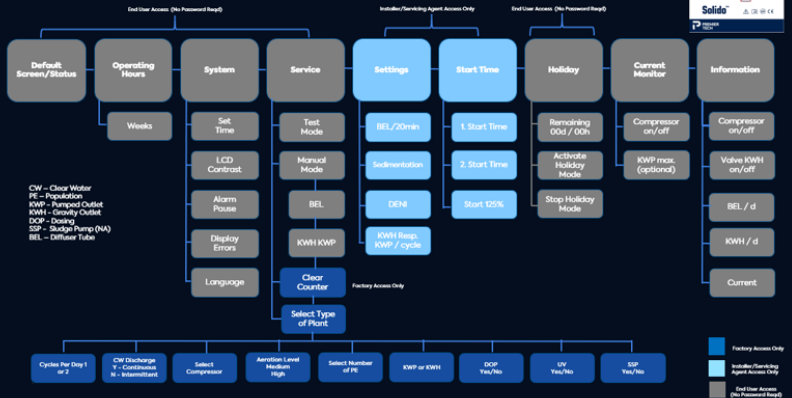 End User Access (No Password Reqd)
Installer/Servicing Agent Access Only
End User Access (No Password Reqd)
Solido
PREMIER
TECH
Default
Screen/Status
Operating
Hours
System
Service
Settings
Start Time
Holiday
Current
Monitor
Information
Weeks
Set
Time
LCD
Contrast
Alarm
Pause
Display
Errors
Language
Test
Mode
Manual
Mode
BEL
KWH KWP
Clear
Counter
Factory Access Only
Select Type
of Plant
BEL/20min
Sedimentation
DENI
KWH Resp.
KWP / cycle
1. Start Time
2. Start Time
Start 125%
Remaining
00d / 00h
Activate
Holiday
Mode
Stop Holiday
Mode
Compressor
on/off
KWP max.
(optional)
Compressor
on/off
Valve KWH
on/off
BEL / d
KWH / d
Current
CW – Clear Water
PE – Population
KWP - Pumped Outlet
KWH - Gravity Outlet
DOP - Dosing
SSP - Sludge Pump (NA)
BEL – Diffuser Tube
Cycles Per Day 1
or 2
CW Discharge
Y - Continuous
N - Intermittent
Select
Compressor
Aeration Level
Medium
High
Select Number
of PE
KWP or KWH
DOP
Yes/No
UV
Yes/No
SSP
Yes/No
Factory Access Only
Installer/Servicing
Agent Access Only
End User Access
(No Password Reqd)